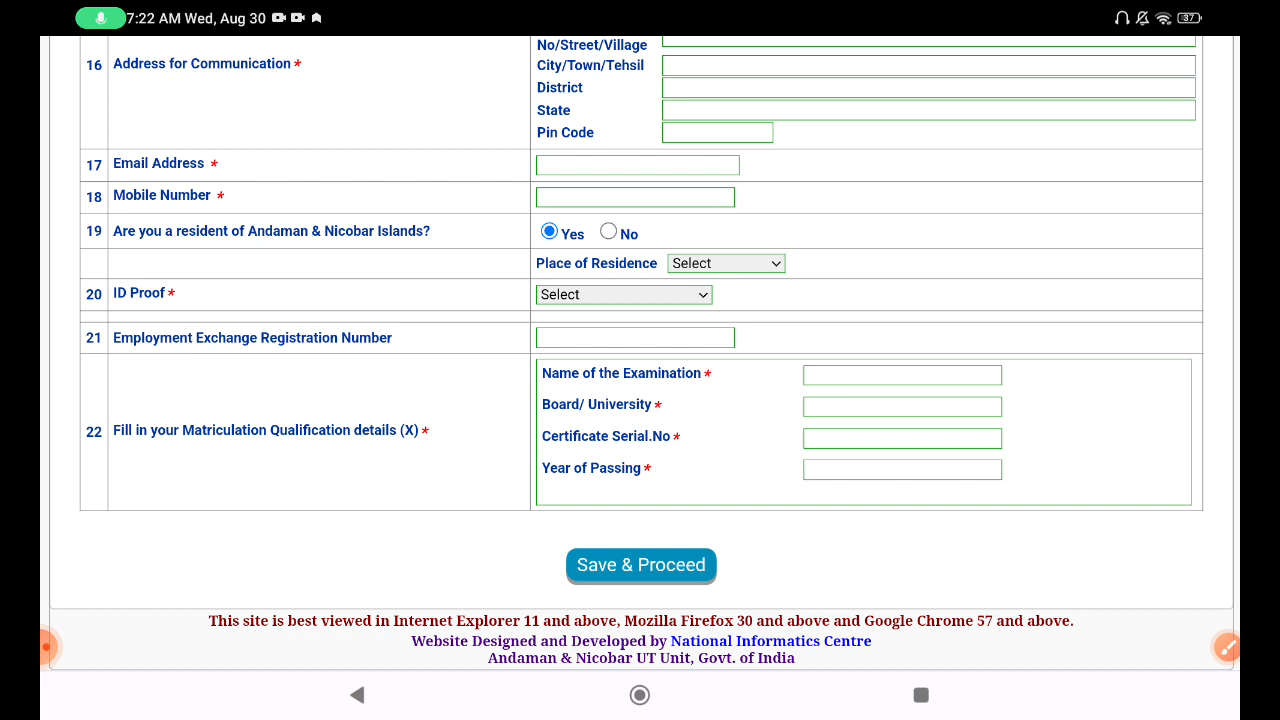 7:22 AM Wed, Aug 30
37
No/Street/Village
16 Address for Communication * City/Town/Tehsil
District
State
Pin Code
17 Email Address *
18 Mobile Number *
19 Are you a resident of Andaman & Nicobar Islands? Yes No
Place of Residence Select
20 ID Proof * Select
21 Employment Exchange Registration Number
Name of the Examination *
Board/ University *
22 Fill in your Matriculation Qualification details (X) *
Certificate Serial.No *
Year of Passing *
Save & Proceed
This site is best viewed in Internet Explorer 11 and above, Mozilla Firefox 30 and above and Google Chrome 57 and above.
Website Designed and Developed by National Informatics Centre
Andaman & Nicobar UT Unit, Govt. of India